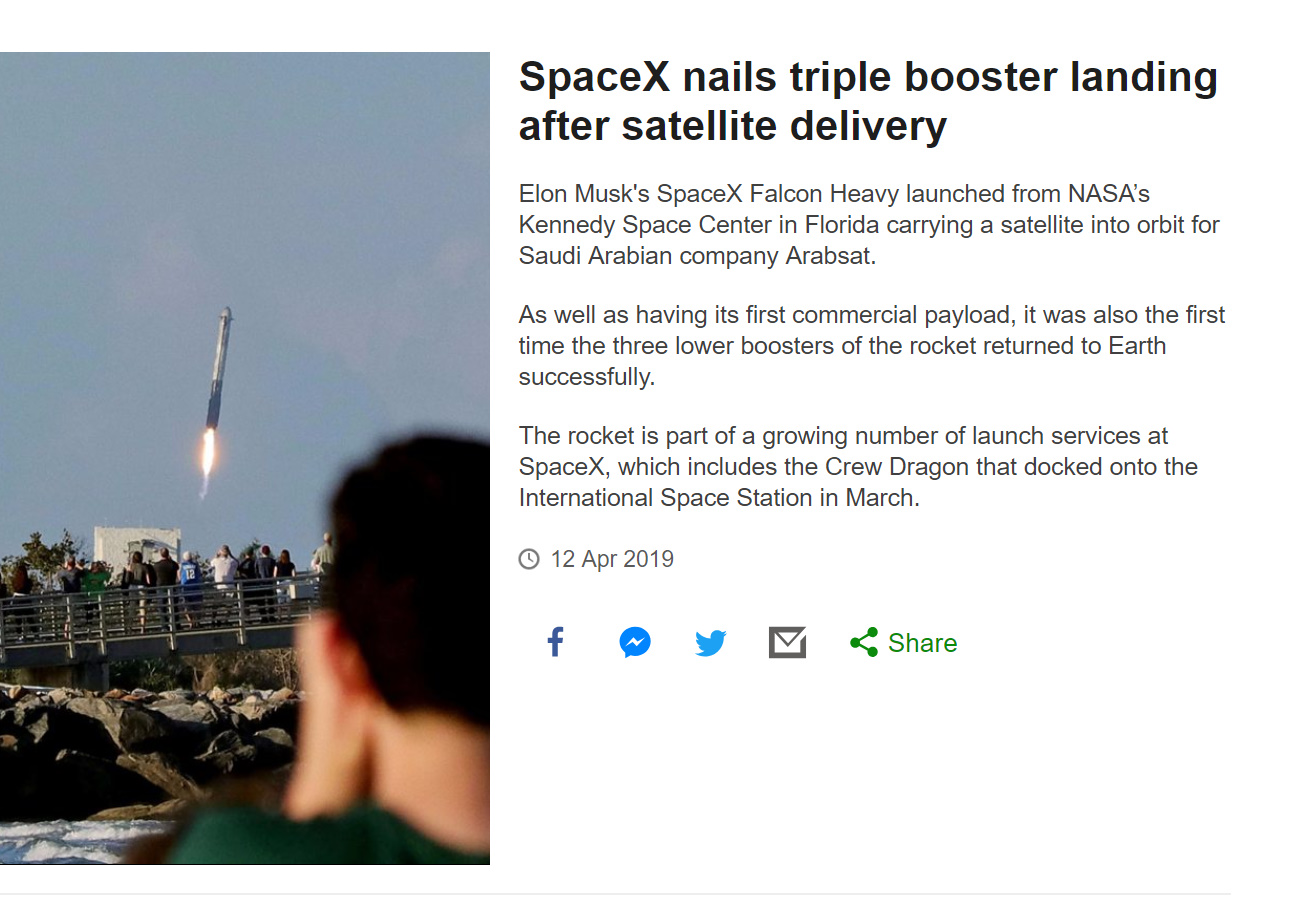 SpaceX nails triple booster landing
after satellite delivery
Elon Musk's SpaceX Falcon Heavy launched from NASA’s
Kennedy Space Center in Florida carrying a satellite into orbit for
Saudi Arabian company Arabsat.
As well as having its first commercial payload, it was also the first
time the three lower boosters of the rocket returned to Earth
successfully.
The rocket is part of a growing number of launch services at
SpaceX, which includes the Crew Dragon that docked onto the
International Space Station in March.
12 Apr 2019
Share
12